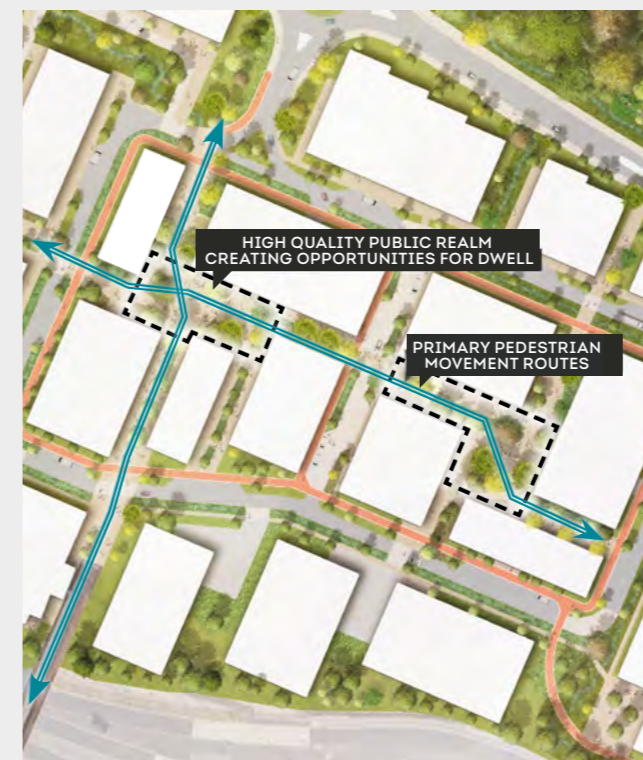 HIGH QUALITY PUBLIC REALM
CREATING OPPORTUNITIES FOR DWELL
PRIMARY PEDESTRIAN
MOVEMENT ROUTES